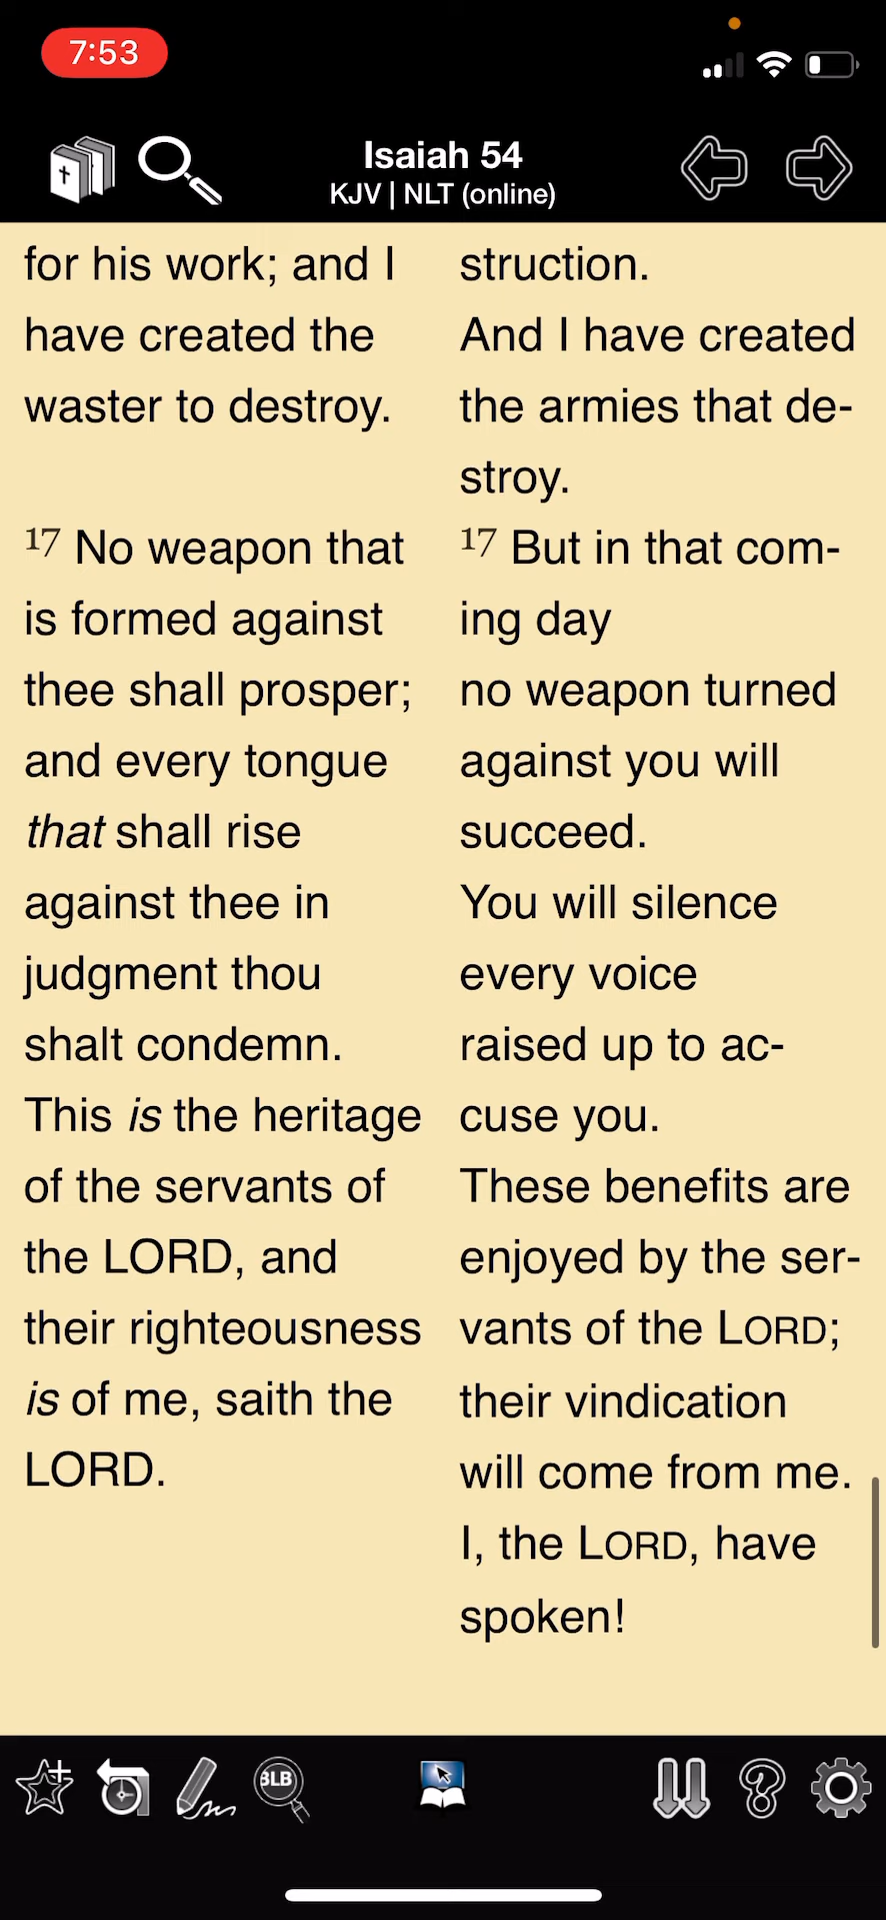 7:53
Isaiah 54
KJV | NLT (online)
for his work; and I
have created the
waster to destroy.
17 No weapon that
is formed against
thee shall prosper;
and every tongue
that shall rise
against thee in
judgment thou
shalt condemn.
This is the heritage
of the servants of
the LORD, and
their righteousness
is of me, saith the
LORD.
struction.
And I have created
the armies that de-
stroy.
17 But in that com-
ing day
no weapon turned
against you will
succeed.
You will silence
every voice
raised up to ac-
cuse you.
These benefits are
enjoyed by the ser-
vants of the LORD;
their vindication
will come from me.
I, the LORD, have
spoken!
BLB